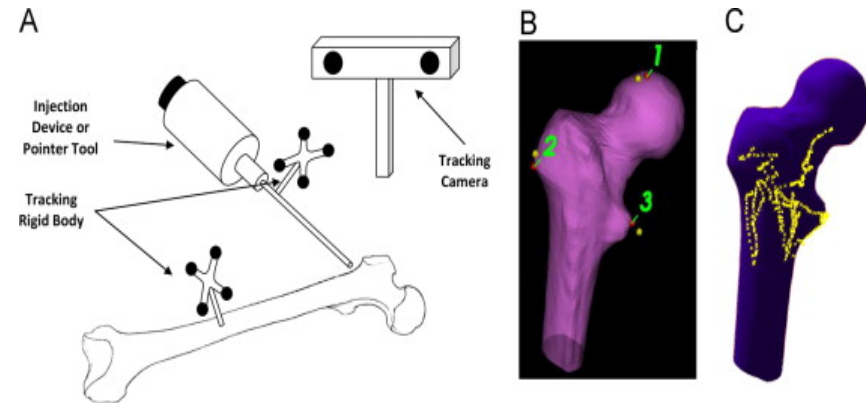 A
Injection
Device or
Pointer Tool
Tracking
Rigid Body
Tracking
Camera
B
1
2
3
C